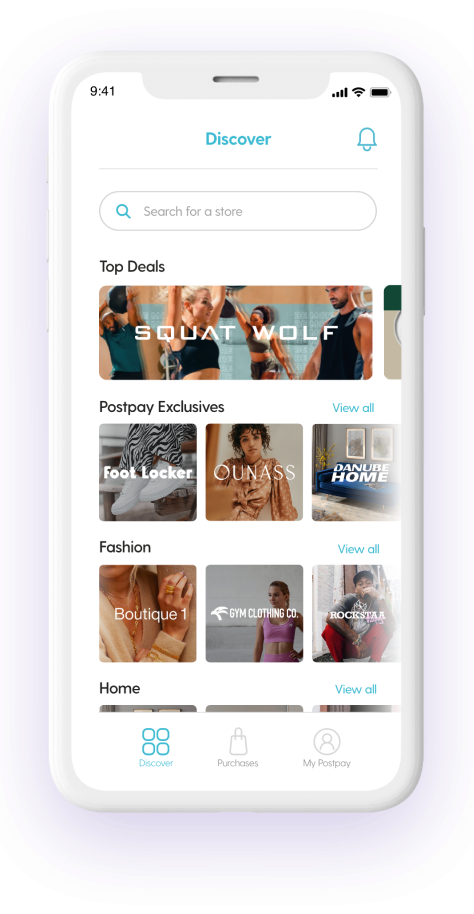 9:41
Discover
Search for a store
Top Deals
SQUAT WOLF
Postpay Exclusives
View all
Foot Locker
OUNASS
DANUBE
HOME
Fashion
View all
Boutique 1
GYM CLOTHING CO.
ROCKSTAA
Home
View all
Discover
Purchases
My Postpay